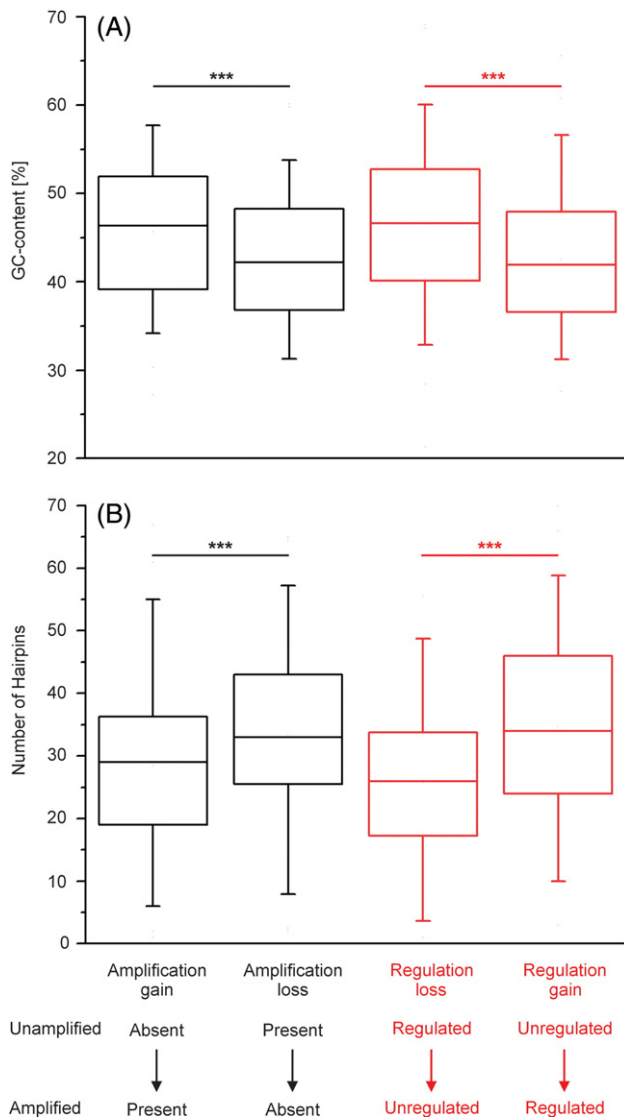 (A)
70
60
50
40
30
20
GC-content [%]
*** ***
(B)
70
60
50
40
30
20
10
0
Number of Hairpins
*** ***
Amplification gain Amplification loss Regulation loss Regulation gain
Unamplified Absent Present Regulated Unregulated
Amplified Present Absent Unregulated Regulated